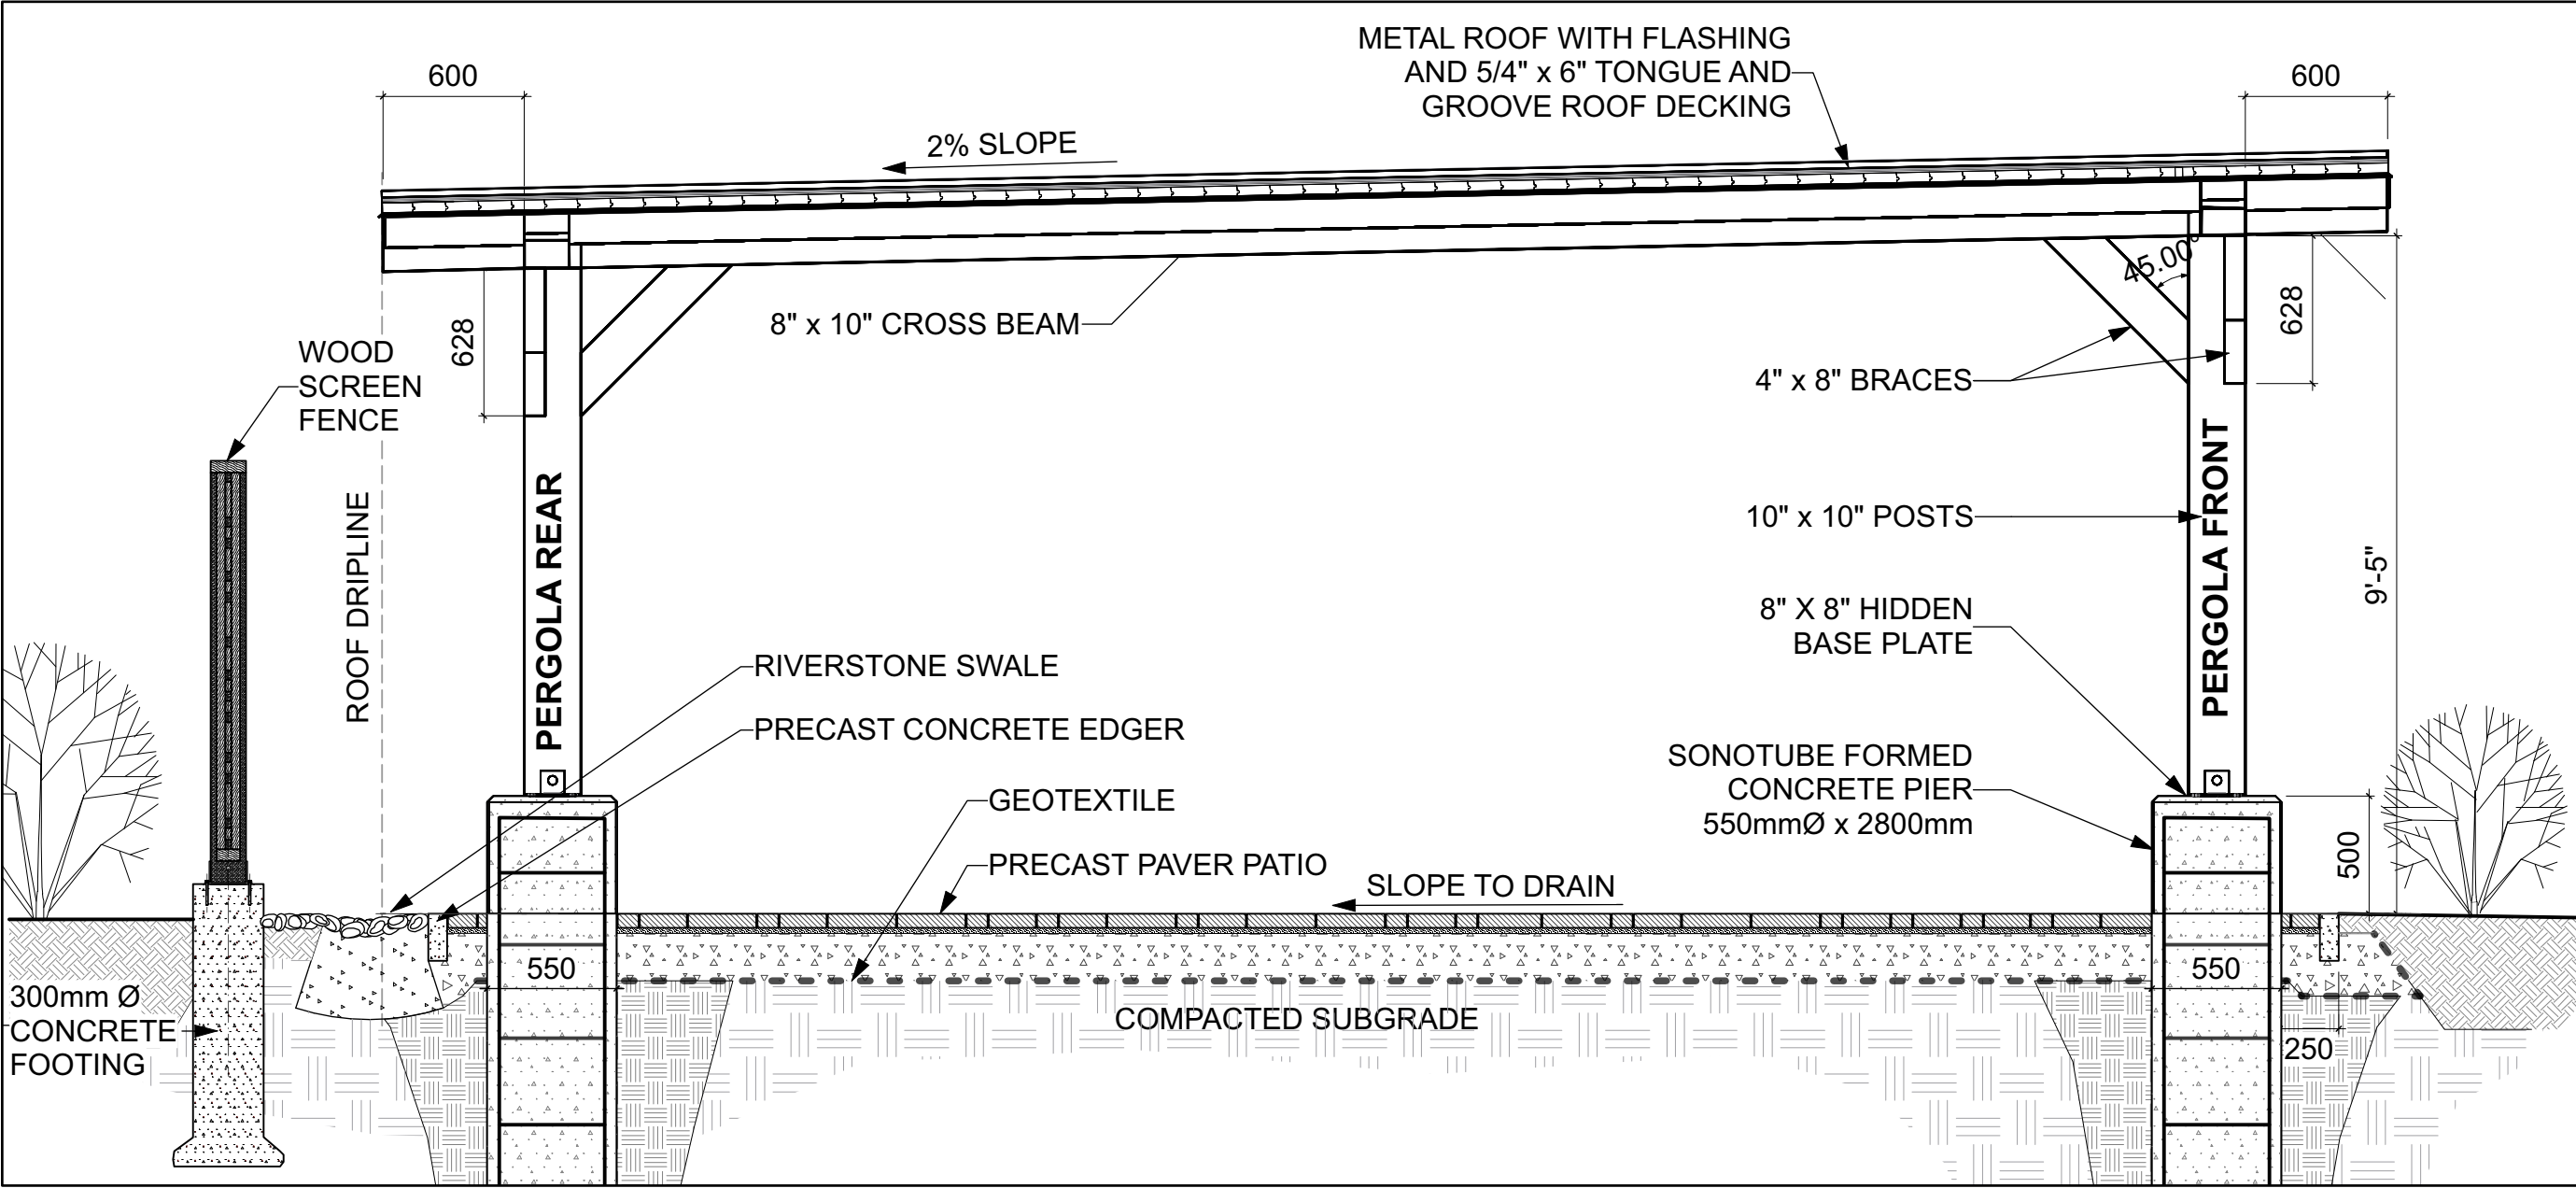 METAL ROOF WITH FLASHING
AND 5/4" x 6" TONGUE AND
GROOVE ROOF DECKING
600
600
2% SLOPE
45.00°
8" x 10" CROSS BEAM
628
628
WOOD
SCREEN
FENCE
4" x 8" BRACES
ROOF DRIPLINE
PERGOLA REAR
PERGOLA FRONT
10" x 10" POSTS
9'-5"
8" X 8" HIDDEN
BASE PLATE
RIVERSTONE SWALE
PRECAST CONCRETE EDGER
SONOTUBE FORMED
CONCRETE PIER
550mmØ x 2800mm
GEOTEXTILE
PRECAST PAVER PATIO
SLOPE TO DRAIN
500
550
550
300mm Ø
CONCRETE
FOOTING
COMPACTED SUBGRADE
250